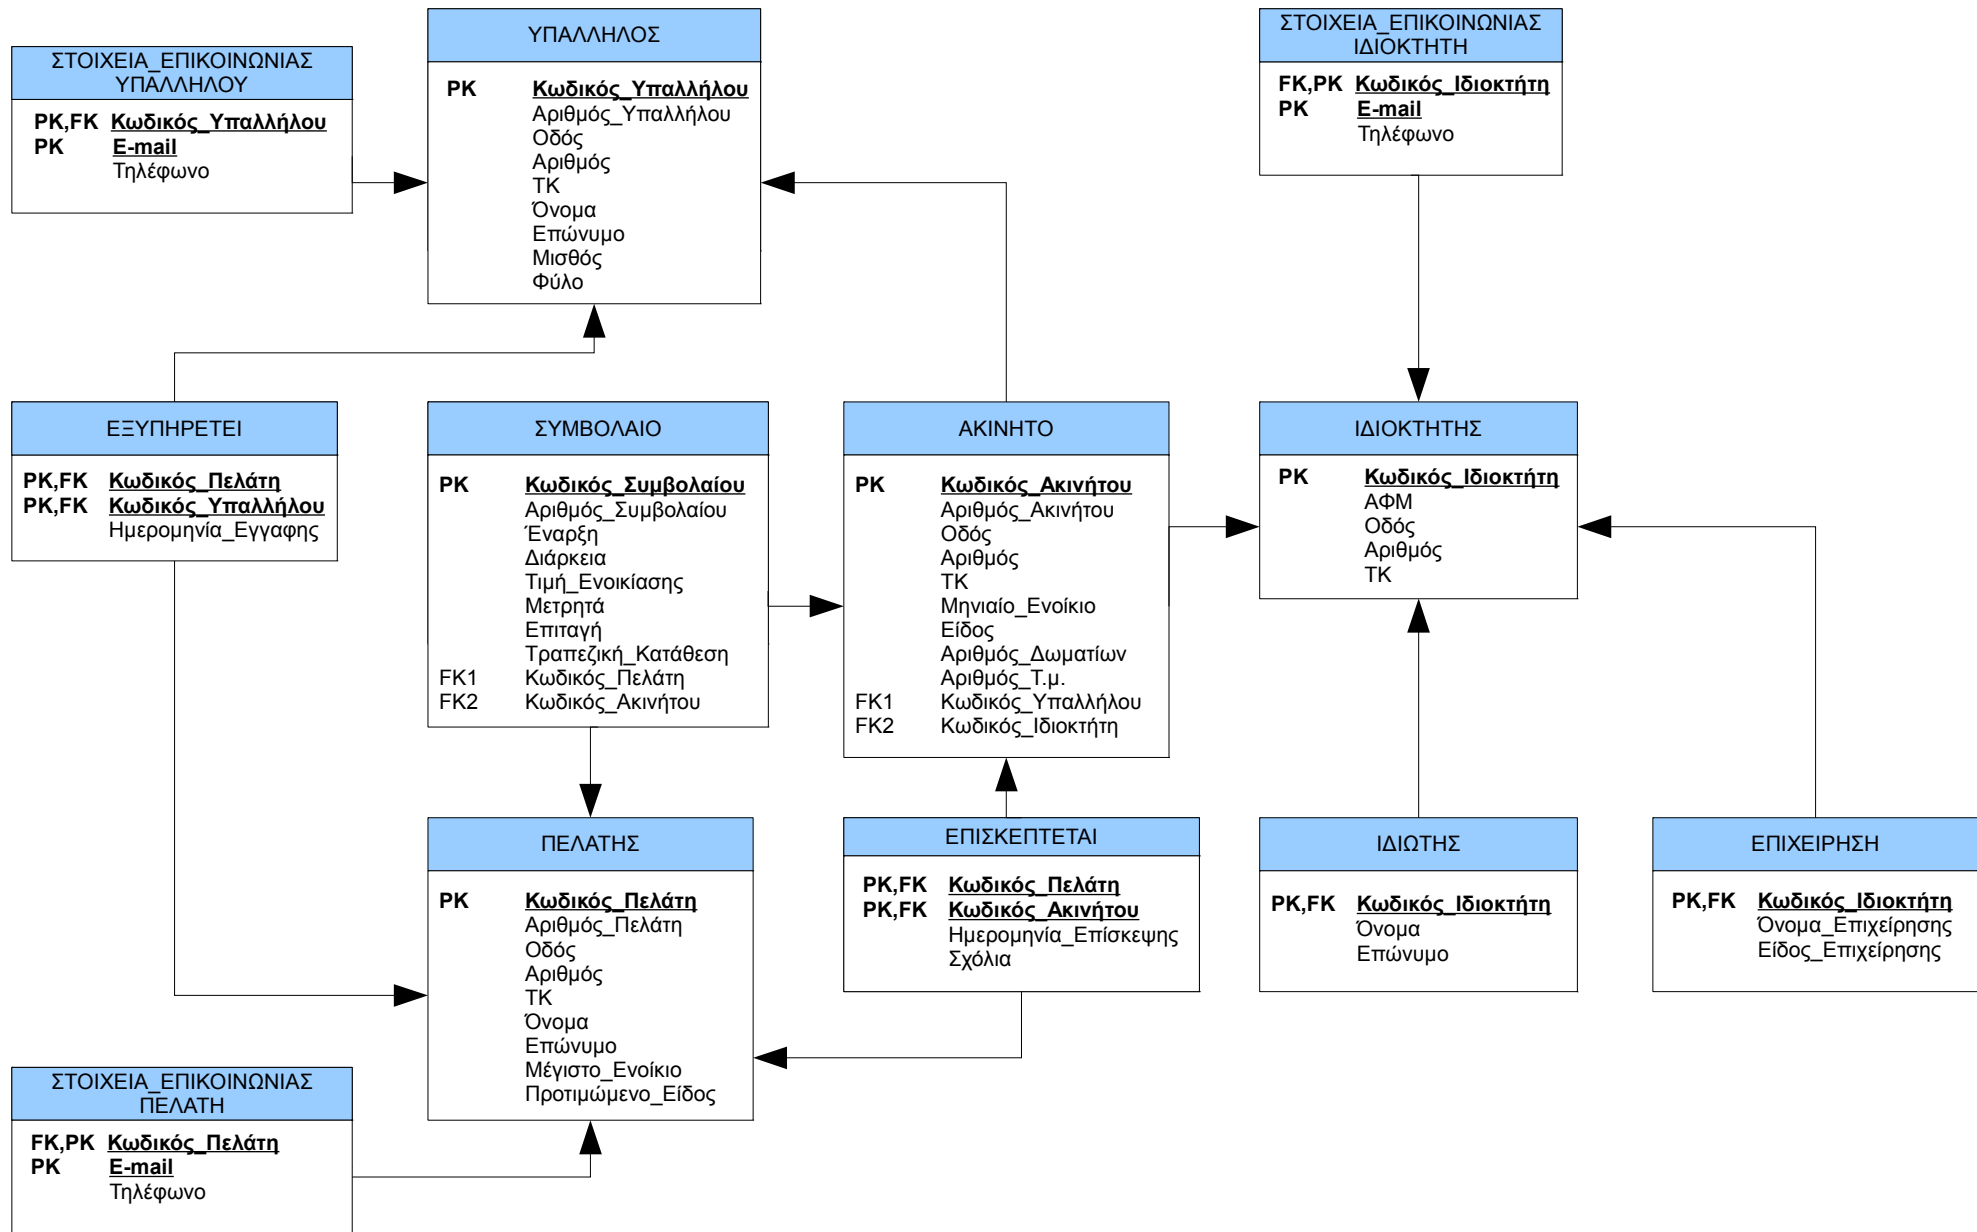 ΣΤΟΙΧΕΙΑ_ΕΠΙΚΟΙΝΩΝΙΑΣ
ΥΠΑΛΛΗΛΟΥ
PK,FK Κωδικός_Υπαλλήλου
PK E-mail
Τηλέφωνο
ΥΠΑΛΛΗΛΟΣ
PK Κωδικός_Υπαλλήλου
Αριθμός_Υπαλλήλου
Οδός
Αριθμός
ΤΚ
Όνομα
Επώνυμο
Μισθός
Φύλο
ΣΤΟΙΧΕΙΑ_ΕΠΙΚΟΙΝΩΝΙΑΣ
ΙΔΙΟΚΤΗΤΗ
FK,PK Κωδικός_Ιδιοκτήτη
PK E-mail
Τηλέφωνο
ΕΞΥΠΗΡΕΤΕΙ
PK,FK Κωδικός_Πελάτη
PK,FK Κωδικός_Υπαλλήλου
Ημερομηνία_Εγγαφης
ΣΥΜΒΟΛΑΙΟ
PK Κωδικός_Συμβολαίου
Αριθμός_Συμβολαίου
Έναρξη
Διάρκεια
Τιμή_Ενοικίασης
Μετρητά
Επιταγή
Τραπεζική_Κατάθεση
FK1 Κωδικός_Πελάτη
FK2 Κωδικός_Ακινήτου
ΑΚΙΝΗΤΟ
PK Κωδικός_Ακινήτου
Αριθμός_Ακινήτου
Οδός
Αριθμός
ΤΚ
Μηνιαίο_Ενοίκιο
Είδος
Αριθμός_Δωματίων
Αριθμός_Τ.μ.
FK1 Κωδικός_Υπαλλήλου
FK2 Κωδικός_Ιδιοκτήτη
ΙΔΙΟΚΤΗΤΗΣ
PK Κωδικός_Ιδιοκτήτη
ΑΦΜ
Οδός
Αριθμός
ΤΚ
ΠΕΛΑΤΗΣ
PK Κωδικός_Πελάτη
Αριθμός_Πελάτη
Οδός
Αριθμός
ΤΚ
Όνομα
Επώνυμο
Μέγιστο_Ενοίκιο
Προτιμώμενο_Είδος
ΕΠΙΣΚΕΠΤΕΤΑΙ
PK,FK Κωδικός_Πελάτη
PK,FK Κωδικός_Ακινήτου
Ημερομηνία_Επίσκεψης
Σχόλια
ΙΔΙΩΤΗΣ
PK,FK Κωδικός_Ιδιοκτήτη
Όνομα
Επώνυμο
ΕΠΙΧΕΙΡΗΣΗ
PK,FK Κωδικός_Ιδιοκτήτη
Όνομα_Επιχείρησης
Είδος_Επιχείρησης
ΣΤΟΙΧΕΙΑ_ΕΠΙΚΟΙΝΩΝΙΑΣ
ΠΕΛΑΤΗ
FK,PK Κωδικός_Πελάτη
PK E-mail
Τηλέφωνο